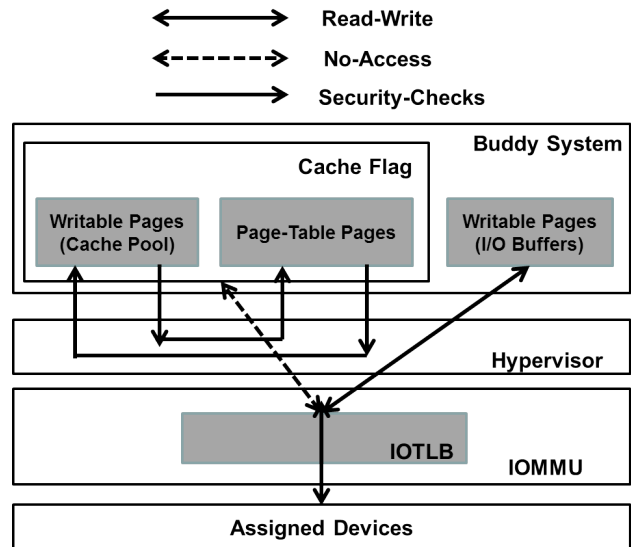 Read-Write
No-Access
Security-Checks
Buddy System
Cache Flag
Writable Pages
(Cache Pool)
Page-Table Pages
Writable Pages
(I/O Buffers)
Hypervisor
IOTLB
IOMMU
Assigned Devices